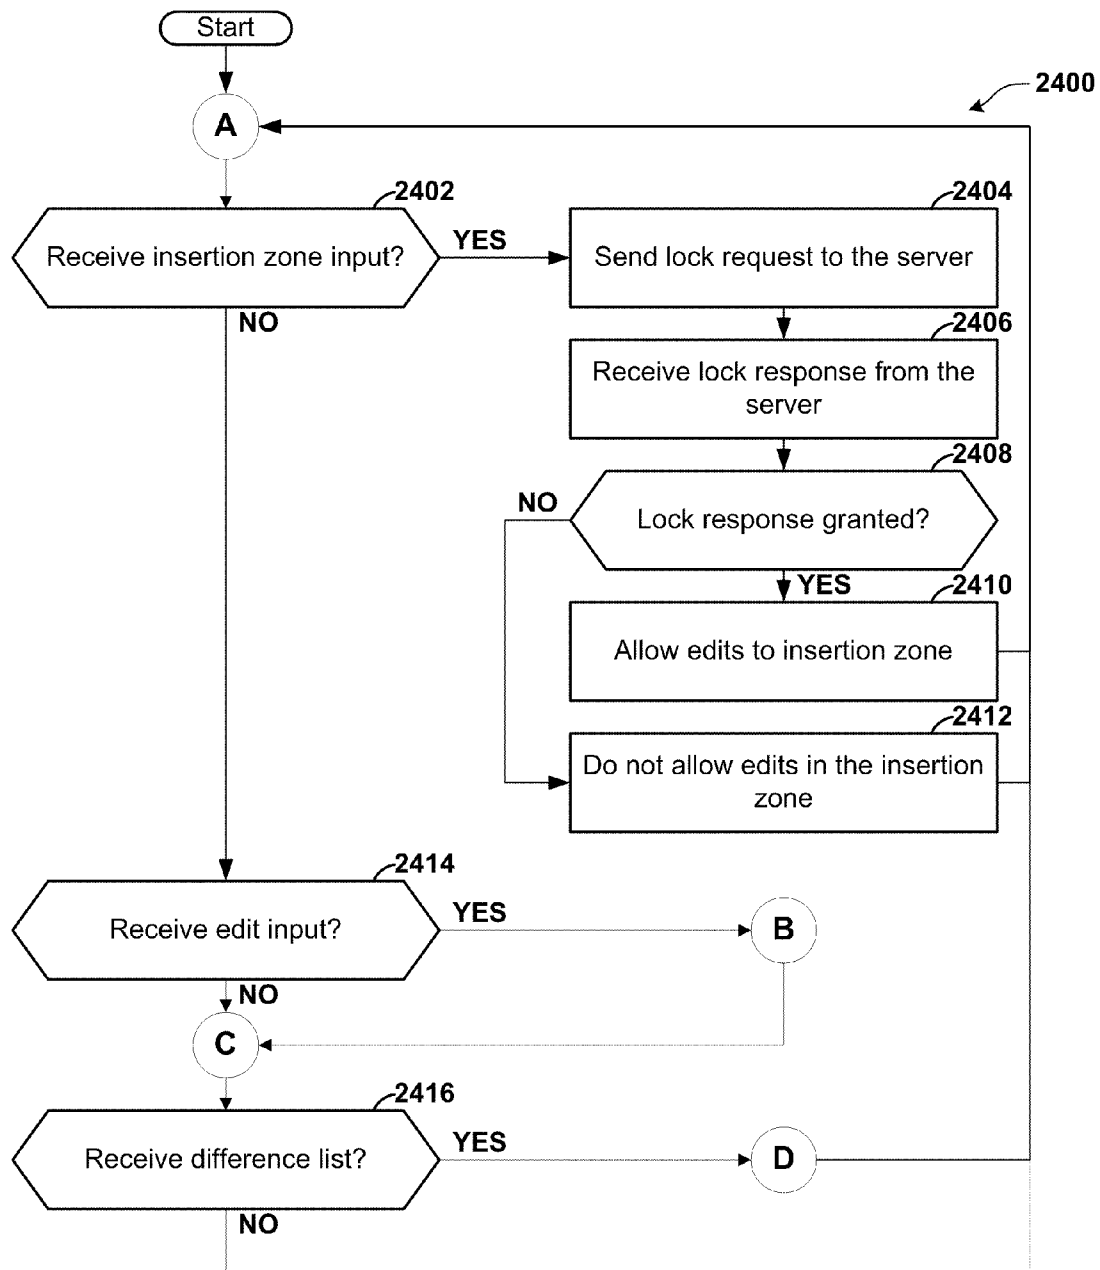 Start
2400
A
2402
2404
Receive insertion zone input?
YES
Send lock request to the server
NO
2406
Receive lock response from the
server
2408
NO
Lock response granted?
YES
2410
Allow edits to insertion zone
2412
Do not allow edits in the insertion
zone
2414
Receive edit input?
YES
B
NO
C
2416
Receive difference list?
YES
D
NO